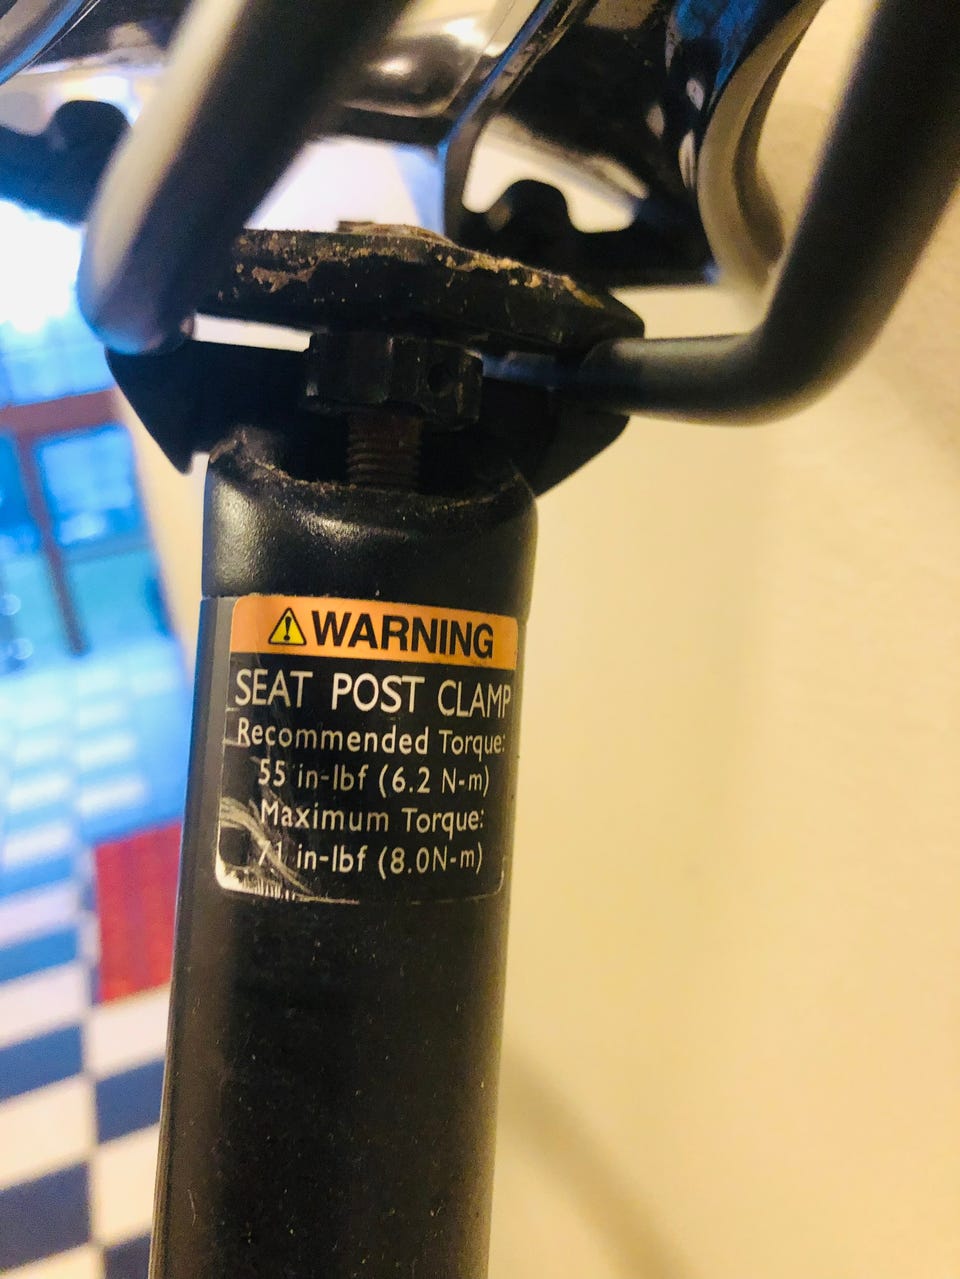 WARNING
SEAT POST CLAMP
Recommended Torque:
55 in-lbf (6.2 N-m)
Maximum Torque:
71 in-lbf (8.0N-m)